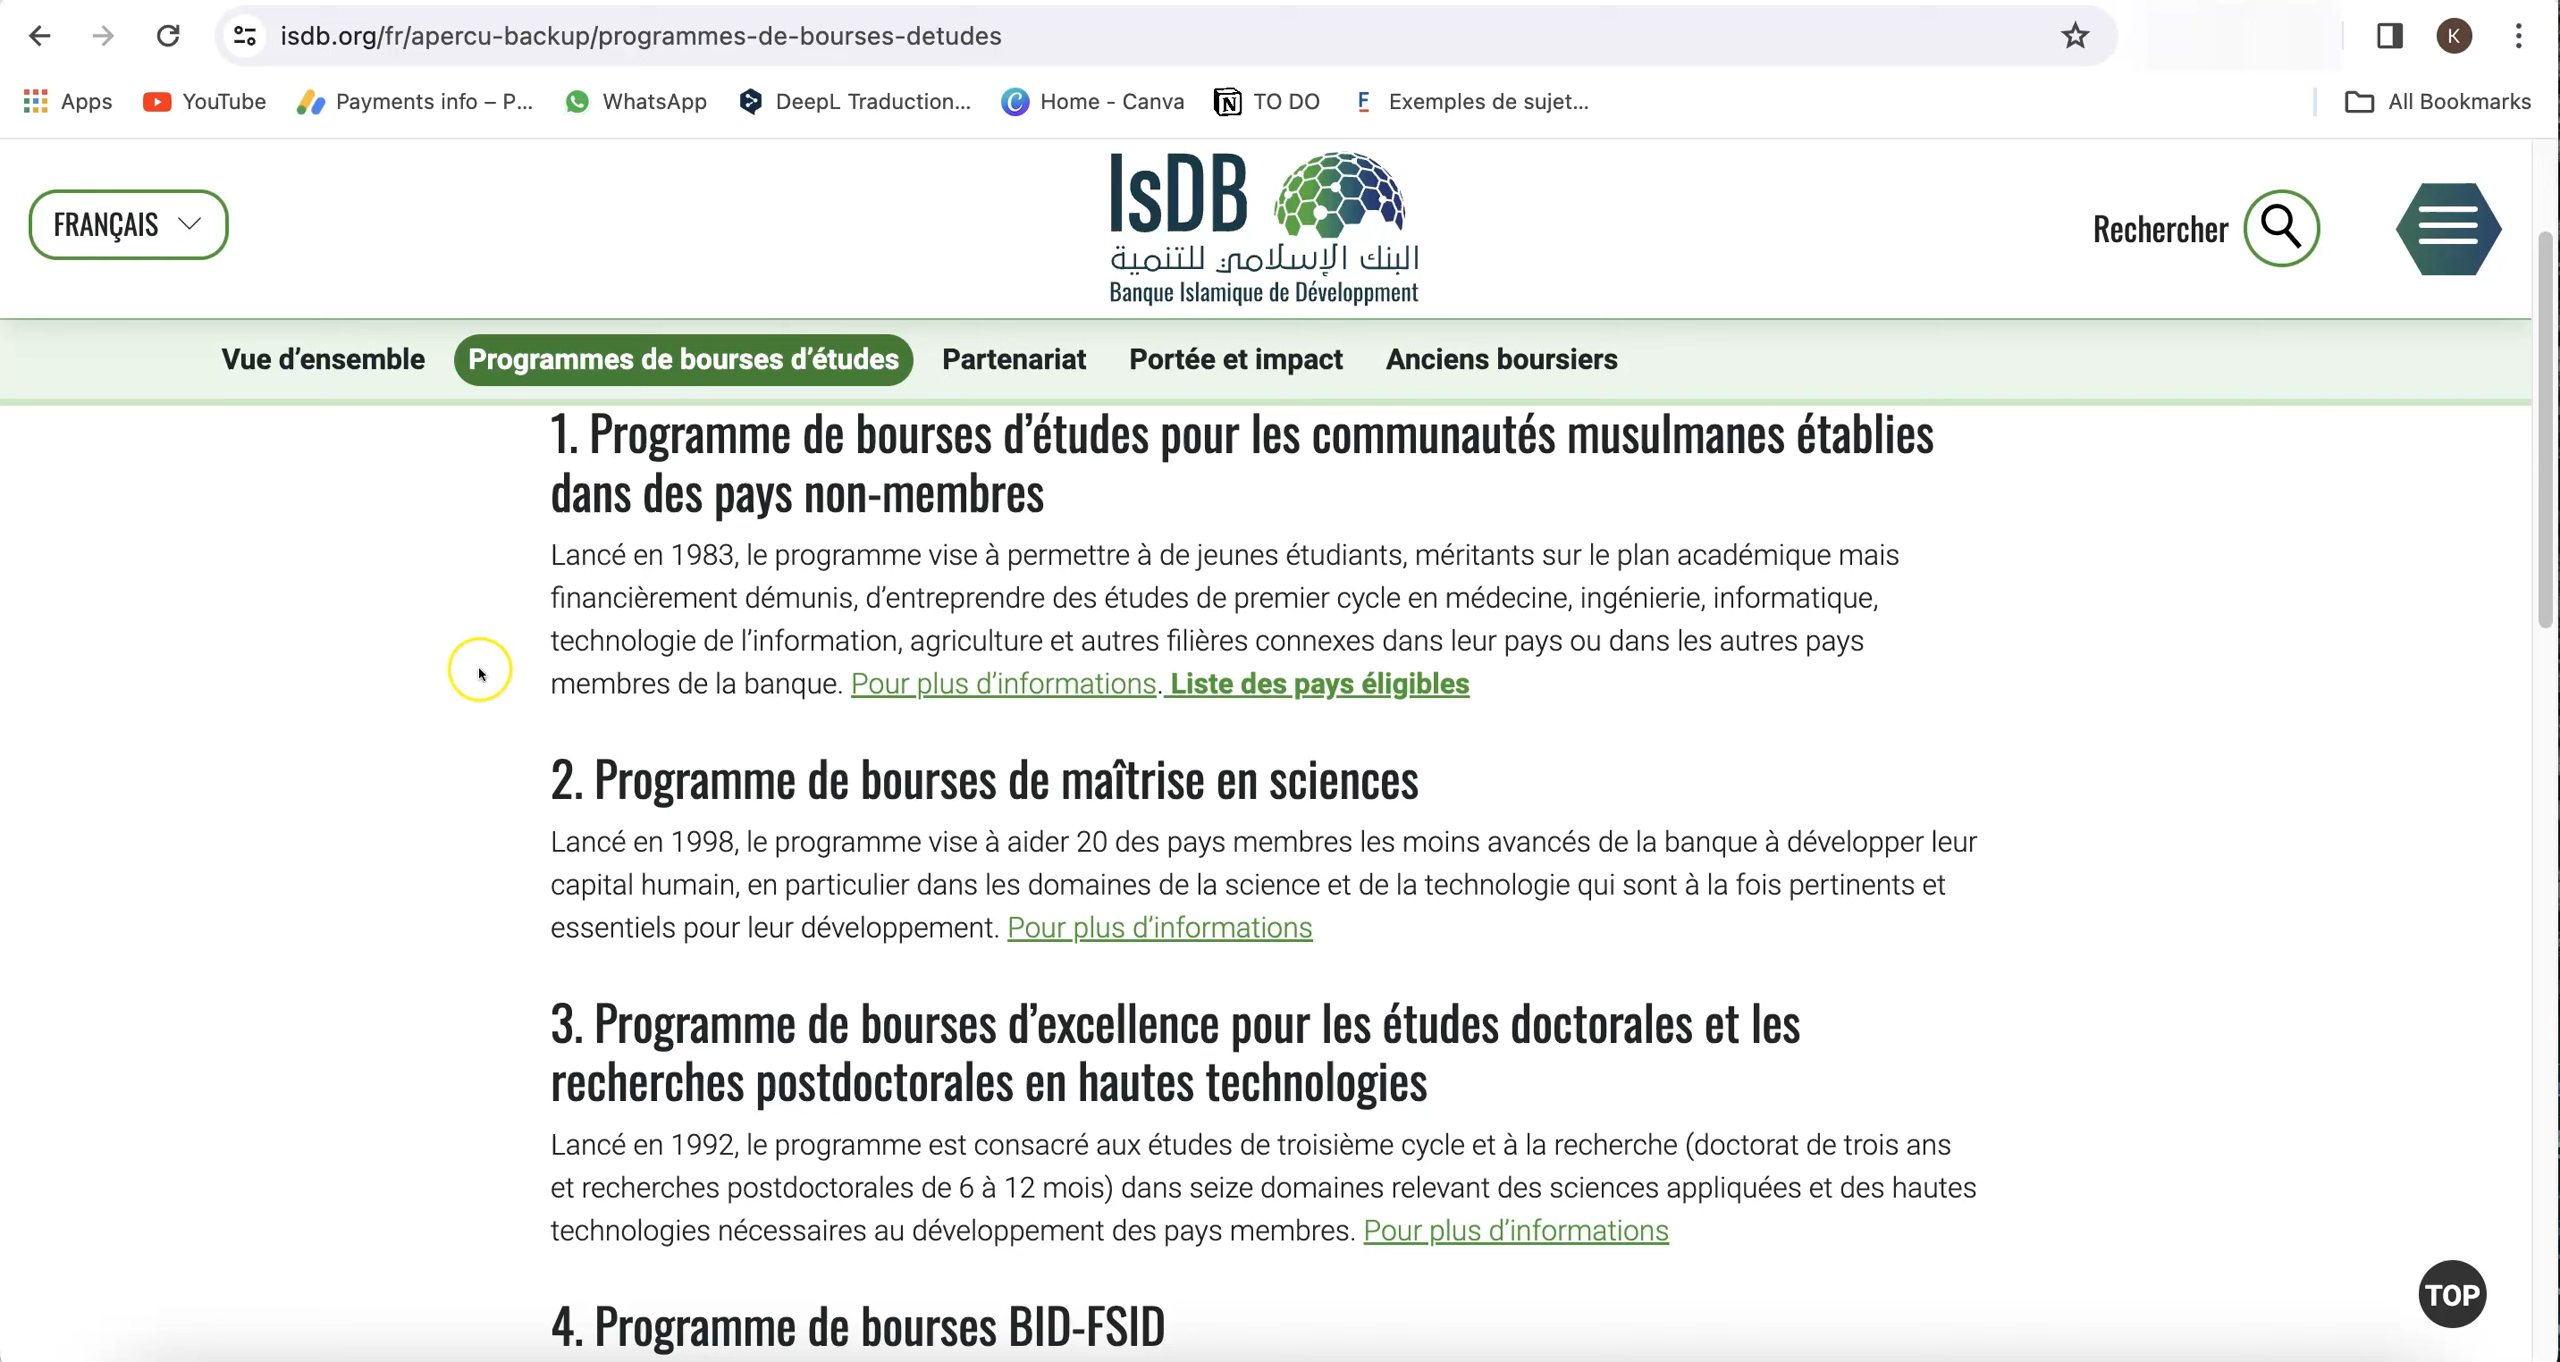 isdb.org/fr/apercu-backup/programmes-de-bourses-detudes
K
Apps
YouTube
Payments info – P...
WhatsApp
DeepL Traduction...
Home - Canva
TO DO
Exemples de sujet...
All Bookmarks
FRANÇAIS
IsDB
البنك الإسلامي للتنمية
Banque Islamique de Développment
Rechercher
Vue d’ensemble
Programmes de bourses d’études
Partenariat
Portée et impact
Anciens boursiers
1. Programme de bourses d’études pour les communautés musulmanes établies
dans des pays non-membres
Lancé en 1983, le programme vise à permettre à de jeunes étudiants, méritants sur le plan académique mais
financièrement démunis, d’entreprendre des études de premier cycle en médecine, ingénierie, informatique,
technologie de l’information, agriculture et autres filières connexes dans leur pays ou dans les autres pays
membres de la banque. Pour plus d’informations. Liste des pays éligibles
2. Programme de bourses de maîtrise en sciences
Lancé en 1998, le programme vise à aider 20 des pays membres les moins avancés de la banque à développer leur
capital humain, en particulier dans les domaines de la science et de la technologie qui sont à la fois pertinents et
essentiels pour leur développement. Pour plus d’informations
3. Programme de bourses d’excellence pour les études doctorales et les
recherches postdoctorales en hautes technologies
Lancé en 1992, le programme est consacré aux études de troisième cycle et à la recherche (doctorat de trois ans
et recherches postdoctorales de 6 à 12 mois) dans seize domaines relevant des sciences appliquées et des hautes
technologies nécessaires au développement des pays membres. Pour plus d’informations
4. Programme de bourses BID-FSID
TOP